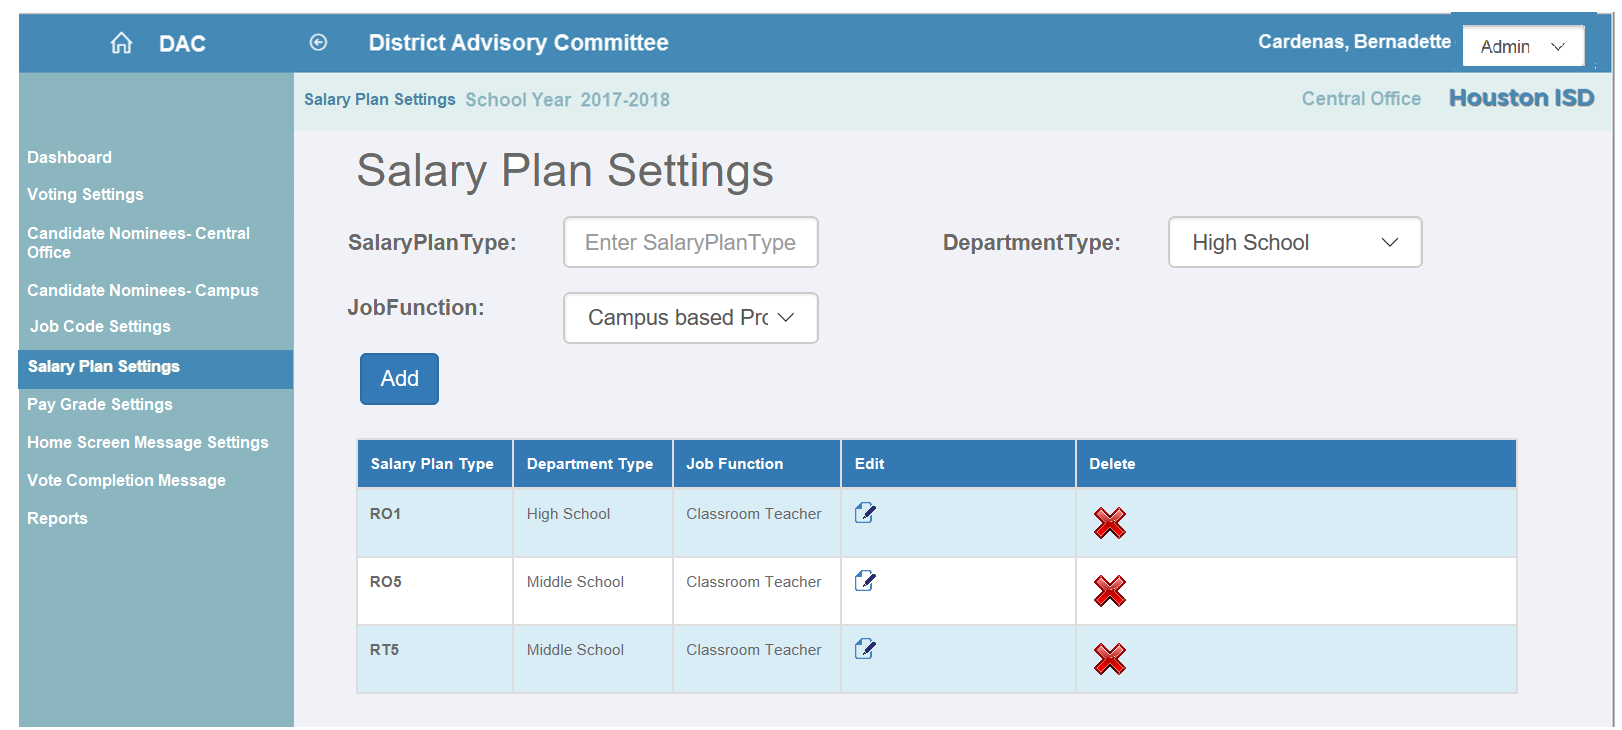 DAC
District Advisory Committee
Cardenas, Bernadette
Admin
Salary Plan Settings School Year 2017-2018
Central Office
Houston ISD
Dashboard
Voting Settings
Candidate Nominees- Central
Office
Candidate Nominees- Campus
Job Code Settings
Salary Plan Settings
Pay Grade Settings
Home Screen Message Settings
Vote Completion Message
Reports
Salary Plan Settings
SalaryPlanType:
Enter SalaryPlanType
DepartmentType:
High School
JobFunction:
Campus based Pro
Add
Salary Plan Type Department Type Job Function Edit Delete
RO1 High School Classroom Teacher
RO5 Middle School Classroom Teacher
RT5 Middle School Classroom Teacher